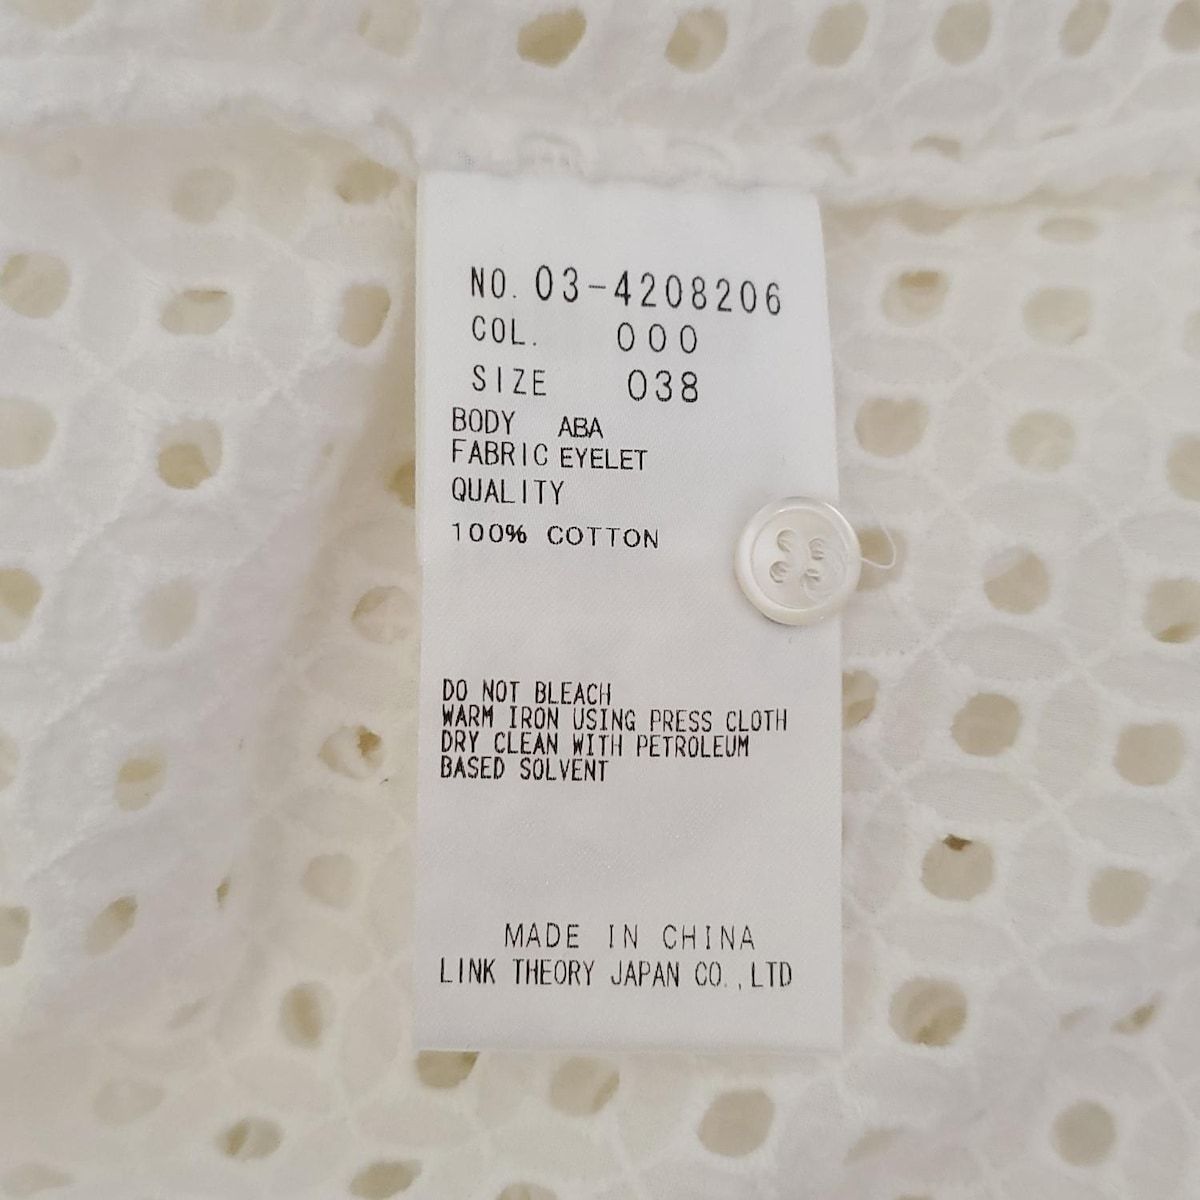 NO. 03-4208206
COL. 000
SIZE 038
BODY ABA
FABRIC EYELET
QUALITY
100% COTTON
DO NOT BLEACH
WARM IRON USING PRESS CLOTH
DRY CLEAN WITH PETROLEUM
BASED SOLVENT
MADE IN CHINA
LINK THEORY JAPAN CO.,LTD